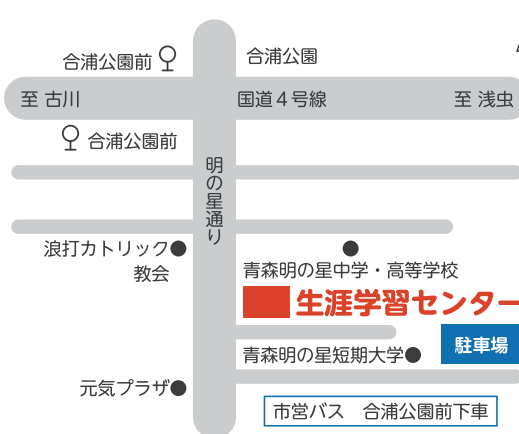 合浦公園前
合浦公園
至 古川
国道４号線
至 浅虫
合浦公園前
明の星通り
浪打カトリック
教会
青森明の星中学・高等学校
生涯学習センター
青森明の星短期大学
駐車場
元気プラザ
市営バス　合浦公園前下車